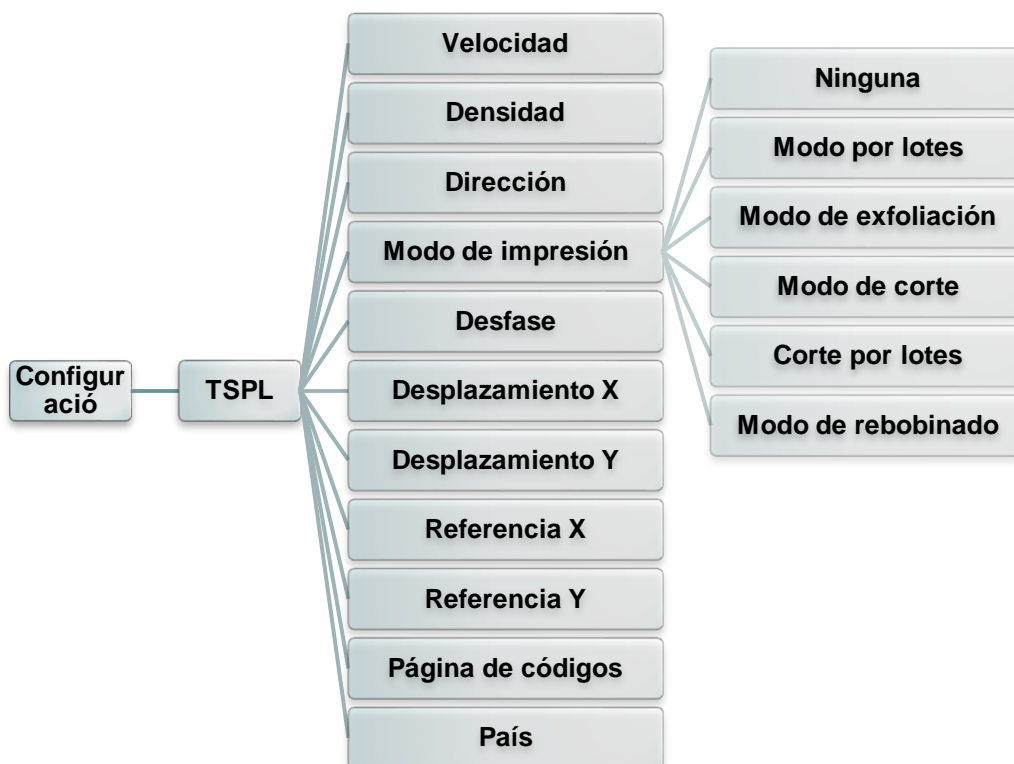 Configur
ació
TSPL
Velocidad
Densidad
Dirección
Modo de impresión
Desfase
Desplazamiento X
Desplazamiento Y
Referencia X
Referencia Y
Página de códigos
País
Ninguna
Modo por lotes
Modo de exfoliación
Modo de corte
Corte por lotes
Modo de rebobinado